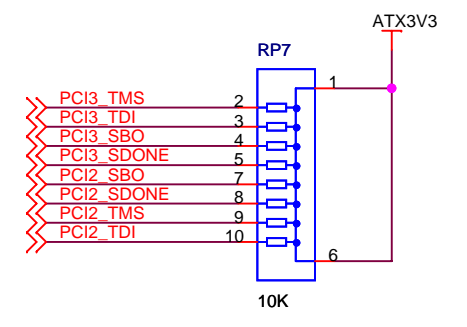 ATX3V3
RP7
1
PCI3_TMS 2
PCI3_TDI 3
PCI3_SBO 4
PCI3_SDONE 5
PCI2_SBO 7
PCI2_SDONE 8
PCI2_TMS 9
PCI2_TDI 10
6
10K